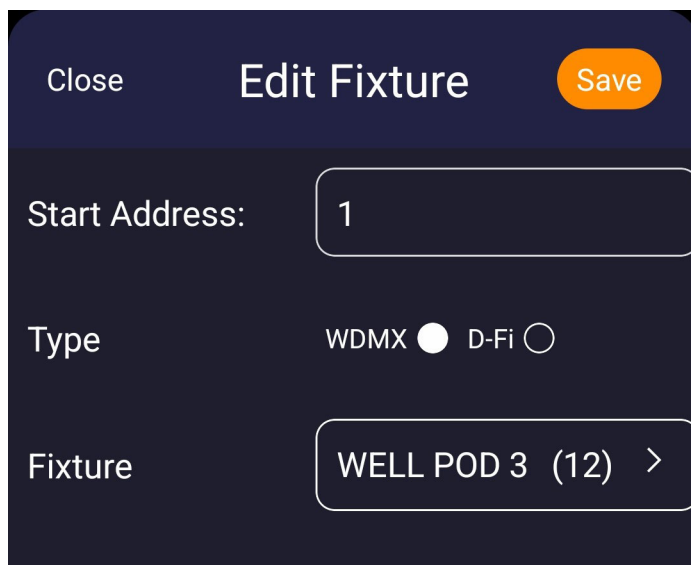 Close Edit Fixture Save
Start Address: 1
Type WDMX D-Fi
Fixture WELL POD 3 (12) >